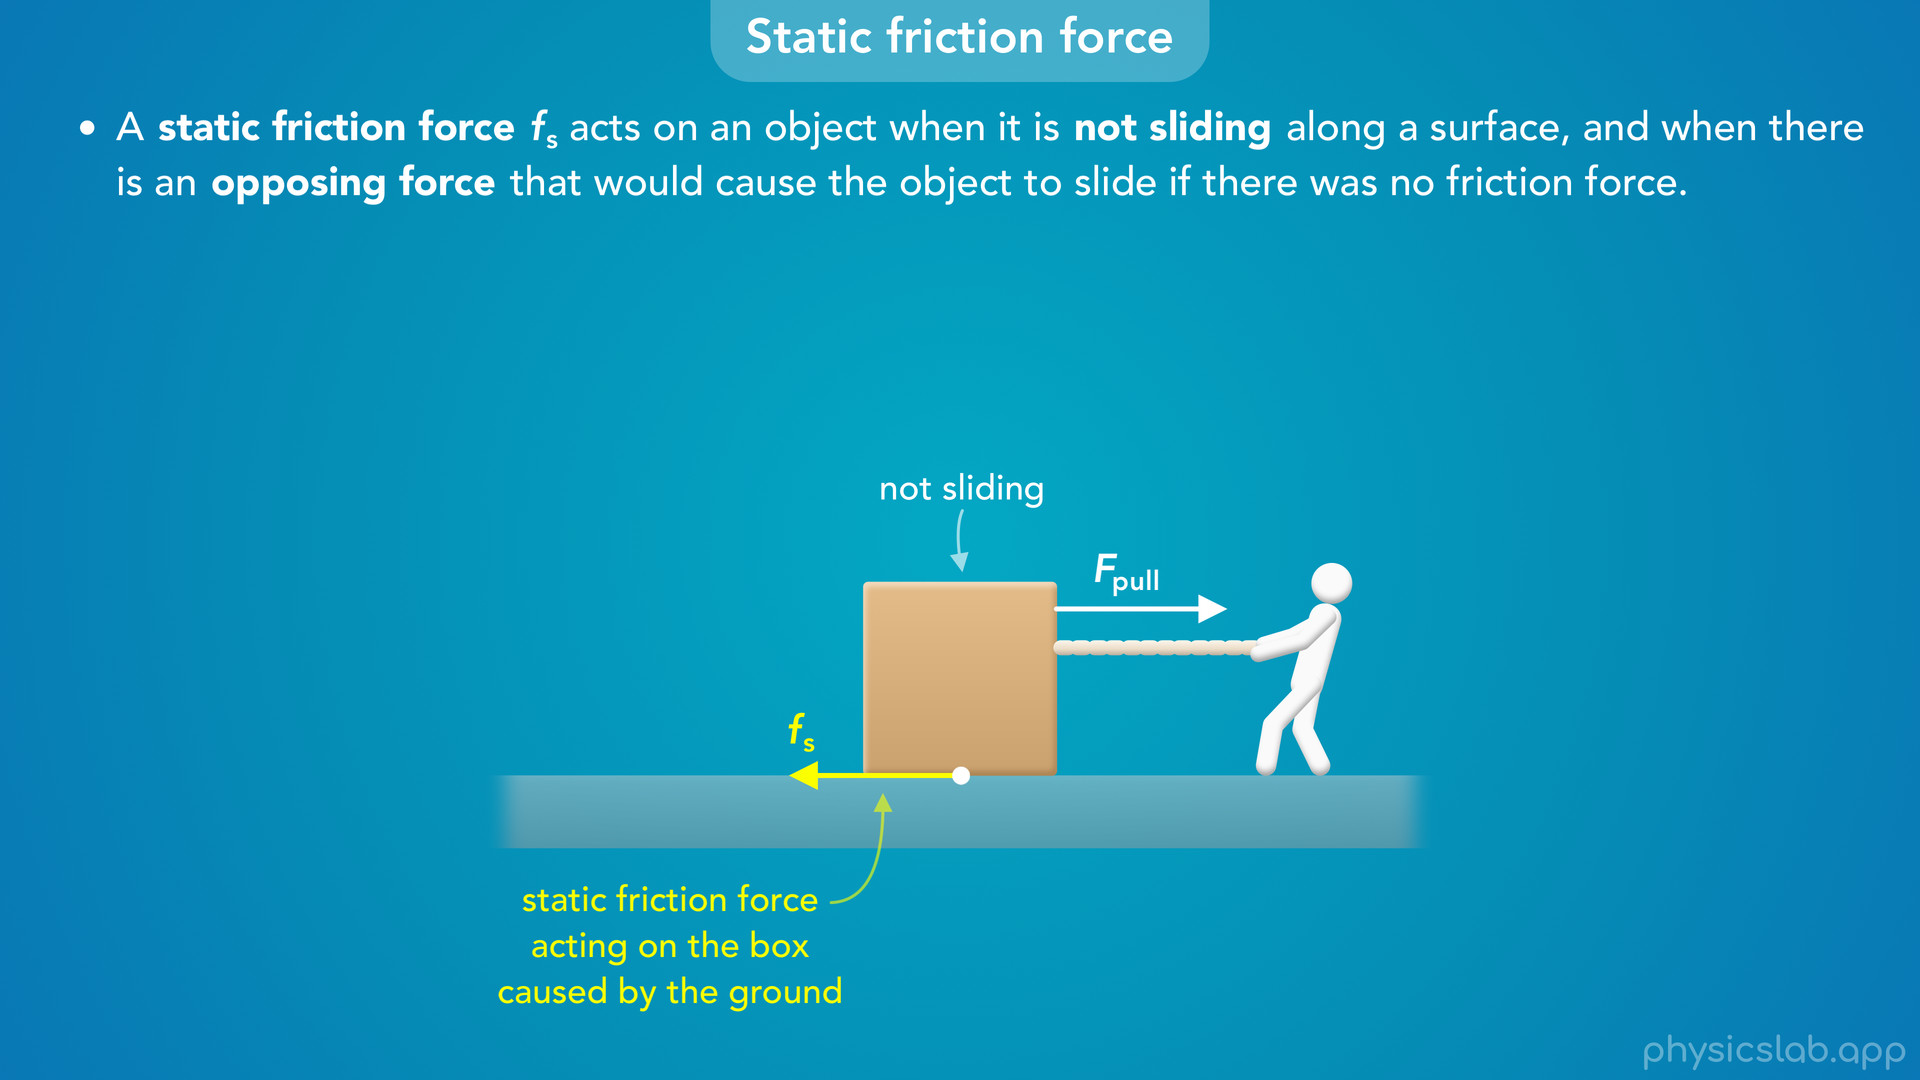 Static friction force
• A static friction force fs acts on an object when it is not sliding along a surface, and when there
is an opposing force that would cause the object to slide if there was no friction force.
not sliding
Fpull
fs
static friction force
acting on the box
caused by the ground
physicslab.app